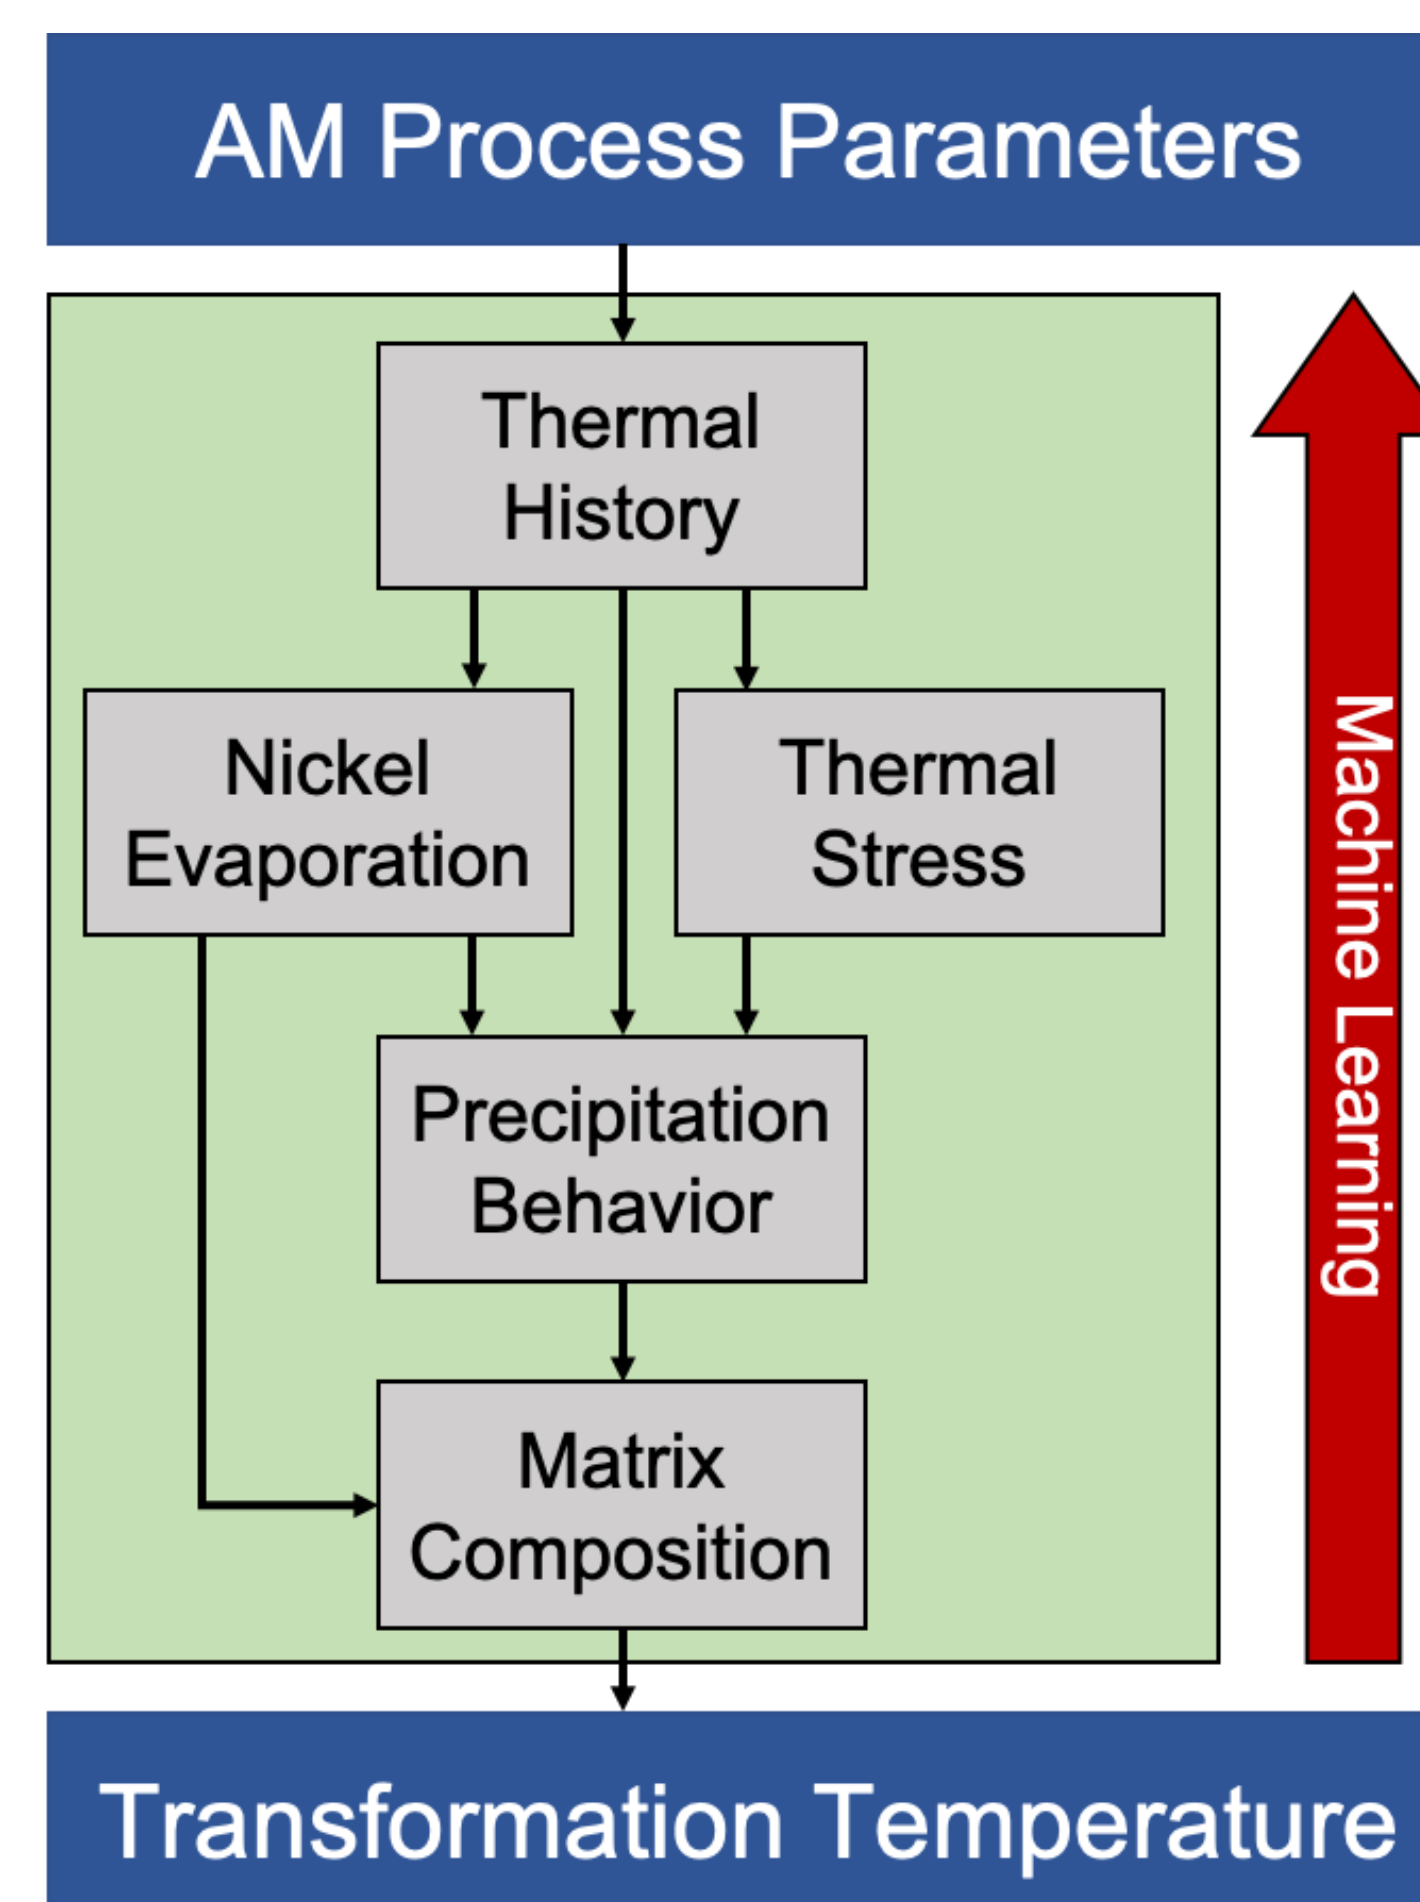 AM Process Parameters
Thermal
History
Nickel
Evaporation
Thermal
Stress
Precipitation
Behavior
Matrix
Composition
Machine Learning
Transformation Temperature